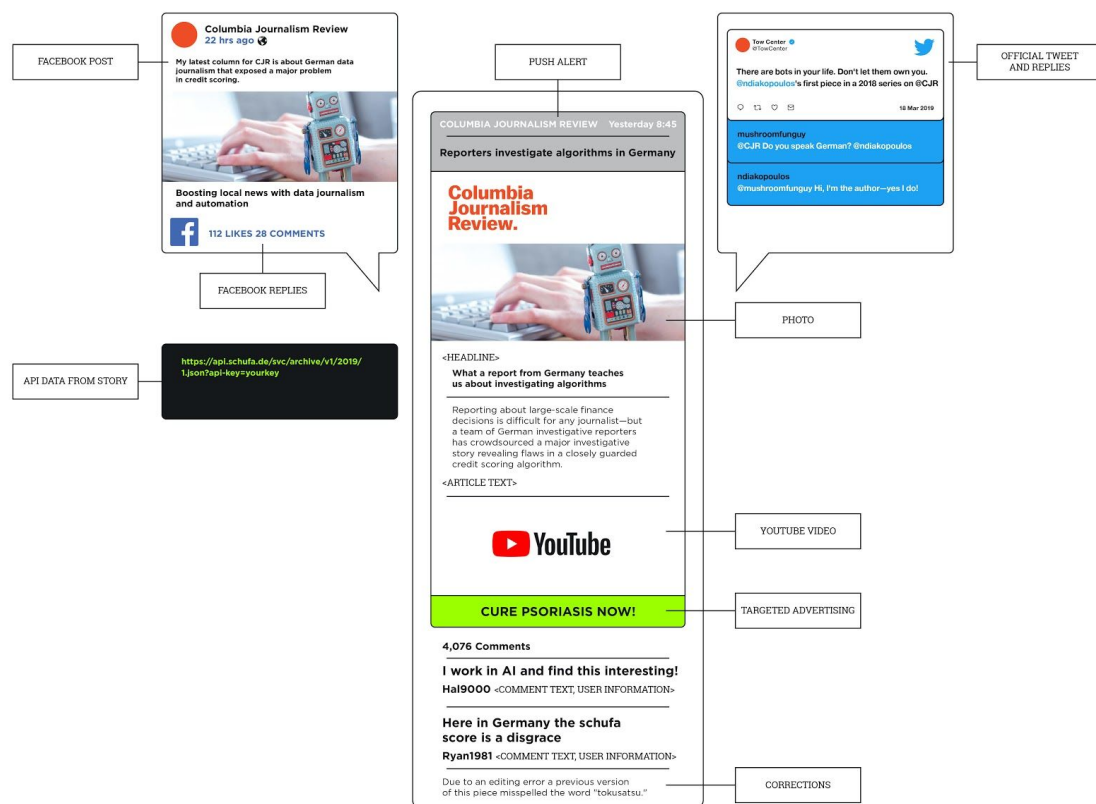 FACEBOOK POST
Columbia Journalism Review
22 hrs ago
My latest column for CJR is about German data
journalism that exposed a major problem
in credit scoring.
Boosting local news with data journalism
and automation
112 LIKES 28 COMMENTS
FACEBOOK REPLIES
API DATA FROM STORY
https://api.schufa.de/svc/archive/v1/2019/
1.json?api-key=yourkey
PUSH ALERT
COLUMBIA JOURNALISM REVIEW Yesterday 8:45
Reporters investigate algorithms in Germany
Columbia
Journalism
Review.
<HEADLINE>
What a report from Germany teaches
us about investigating algorithms
Reporting about large-scale finance
decisions is difficult for any journalist—but
a team of German investigative reporters
has crowdsourced a major investigative
story revealing flaws in a closely guarded
credit scoring algorithm.
<ARTICLE TEXT>
YouTube
CURE PSORIASIS NOW!
4,076 Comments
I work in AI and find this interesting!
Hal9000 <COMMENT TEXT, USER INFORMATION>
Here in Germany the schufa
score is a disgrace
Ryan1981 <COMMENT TEXT, USER INFORMATION>
Due to an editing error a previous version
of this piece misspelled the word "tokusatsu."
Tow Center
@TowCenter
There are bots in your life. Don't let them own you.
@ndiakopoulos's first piece in a 2018 series on @CJR
18 Mar 2019
mushroomfunguy
@CJR Do you speak German? @ndiakopoulos
ndiakopoulos
@mushroomfunguy Hi, I'm the author—yes I do!
OFFICIAL TWEET
AND REPLIES
PHOTO
YOUTUBE VIDEO
TARGETED ADVERTISING
CORRECTIONS